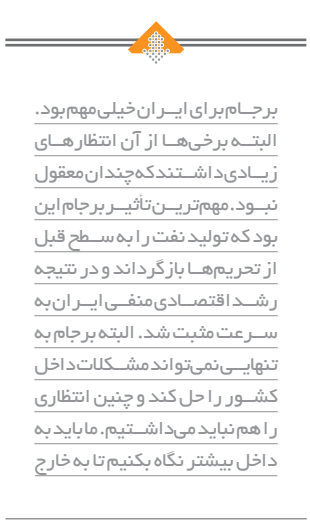 برجام برای ایران خیلی مهم بود.
البته برخی‌ها از آن انتظارهای
زیادی داشتند که چندان معقول
نبود. مهم‌ترین تأثیر برجام این
بود که تولید نفت را به سطح قبل
از تحریم‌ها بازگرداند و در نتیجه
رشد اقتصادی منفی ایران به
سرعت مثبت شد. البته برجام به
تنهایی نمی‌تواند مشکلات داخل
کشور را حل کند و چنین انتظاری
را هم نباید می‌داشتیم. ما باید به
داخل بیشتر نگاه بکنیم تا به خارج